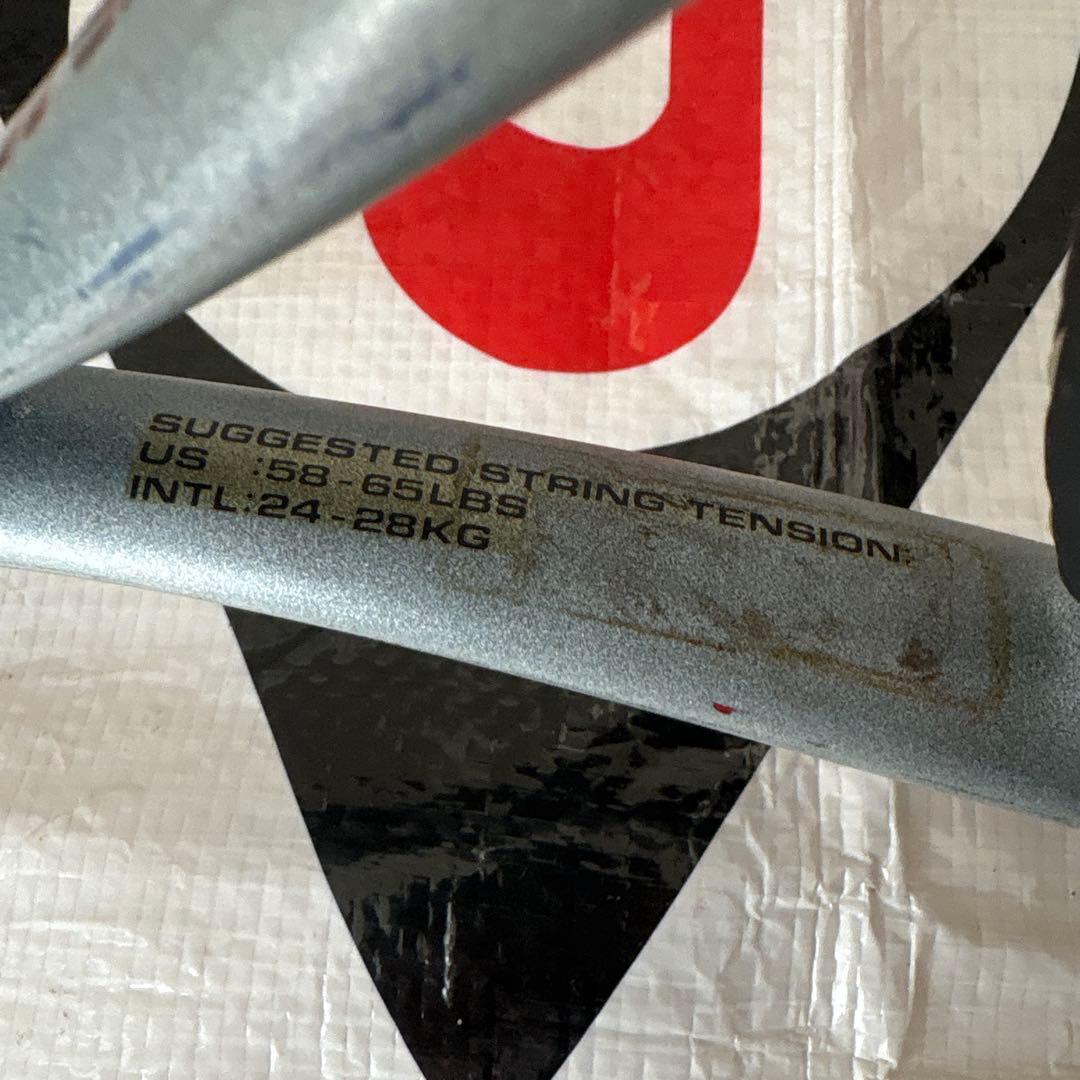 SUGGESTED STRING TENSION:
US :58-65LBS
INTL:24-28KG